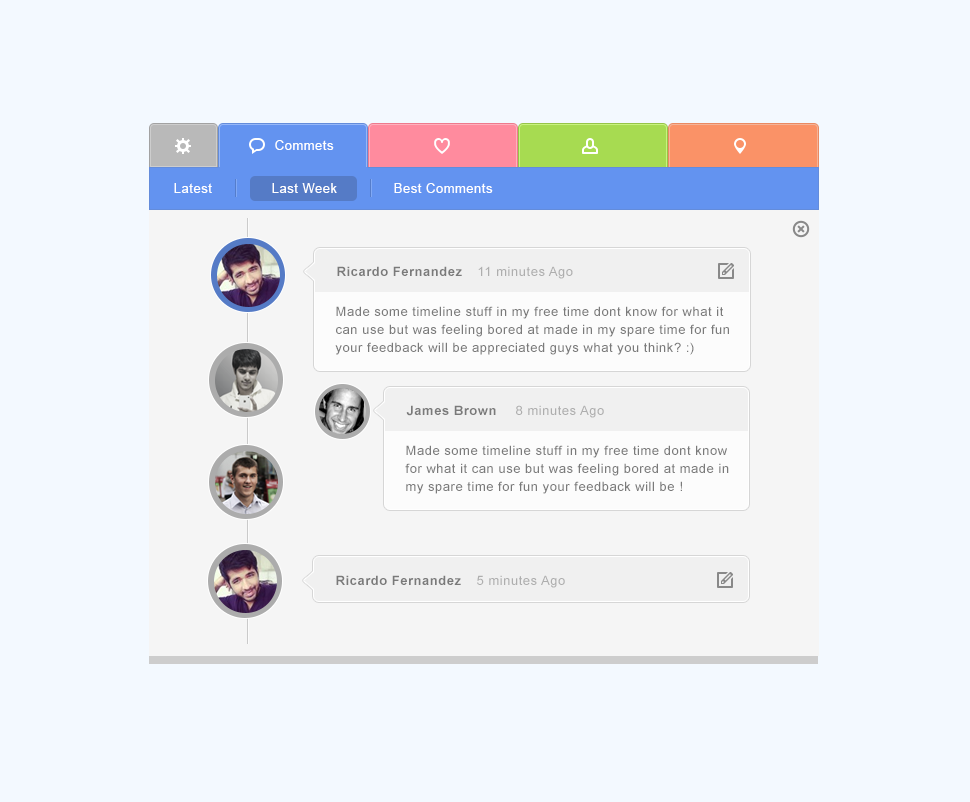 Commets
Latest Last Week Best Comments
Ricardo Fernandez 11 minutes Ago
Made some timeline stuff in my free time dont know for what it
can use but was feeling bored at made in my spare time for fun
your feedback will be appreciated guys what you think? :)
James Brown 8 minutes Ago
Made some timeline stuff in my free time dont know
for what it can use but was feeling bored at made in
my spare time for fun your feedback will be !
Ricardo Fernandez 5 minutes Ago